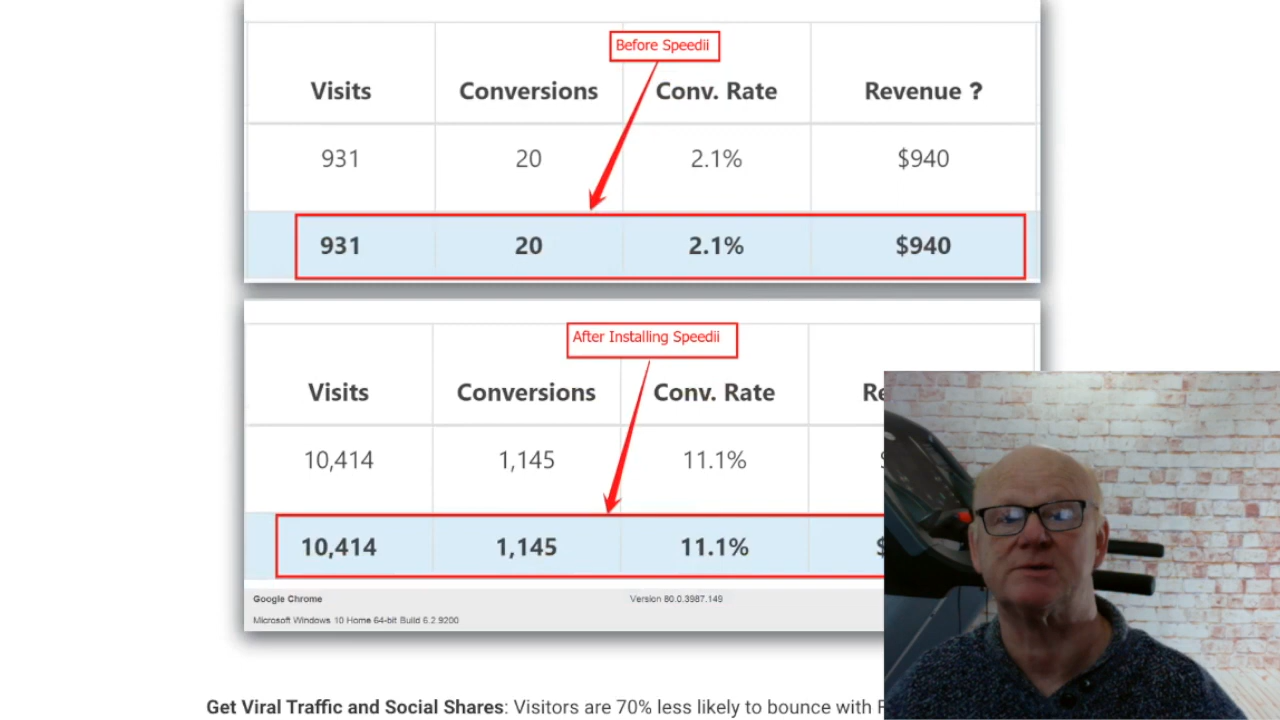 Before Speedii
Visits Conversions Conv. Rate Revenue ?
931 20 2.1% $940
931 20 2.1% $940
After Installing Speedii
Visits Conversions Conv. Rate
10,414 1,145 11.1%
10,414 1,145 11.1%
Google Chrome Version 80.0.3987.149
Microsoft Windows 10 Home 64-bit Build 6.2.9200
Get Viral Traffic and Social Shares: Visitors are 70% less likely to bounce with